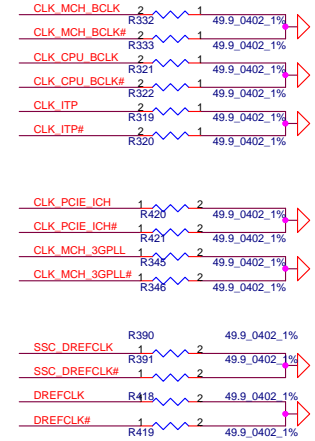 CLK_MCH_BCLK 2 1
R332 49.9_0402_1%
CLK_MCH_BCLK# 2 1
R333 49.9_0402_1%
CLK_CPU_BCLK 2 1
R321 49.9_0402_1%
CLK_CPU_BCLK# 2 1
R322 49.9_0402_1%
CLK_ITP 2 1
R319 49.9_0402_1%
CLK_ITP# 2 1
R320 49.9_0402_1%
CLK_PCIE_ICH 1 2
R420 49.9_0402_1%
CLK_PCIE_ICH# 1 2
R421 49.9_0402_1%
CLK_MCH_3GPLL 1 2
R345 49.9_0402_1%
CLK_MCH_3GPLL# 1 2
R346 49.9_0402_1%
R390 49.9_0402_1%
SSC_DREFCLK 1 2
R391 49.9_0402_1%
SSC_DREFCLK# 1 2
DREFCLK R418 1 2 49.9_0402_1%
DREFCLK# 1 2
R419 49.9_0402_1%